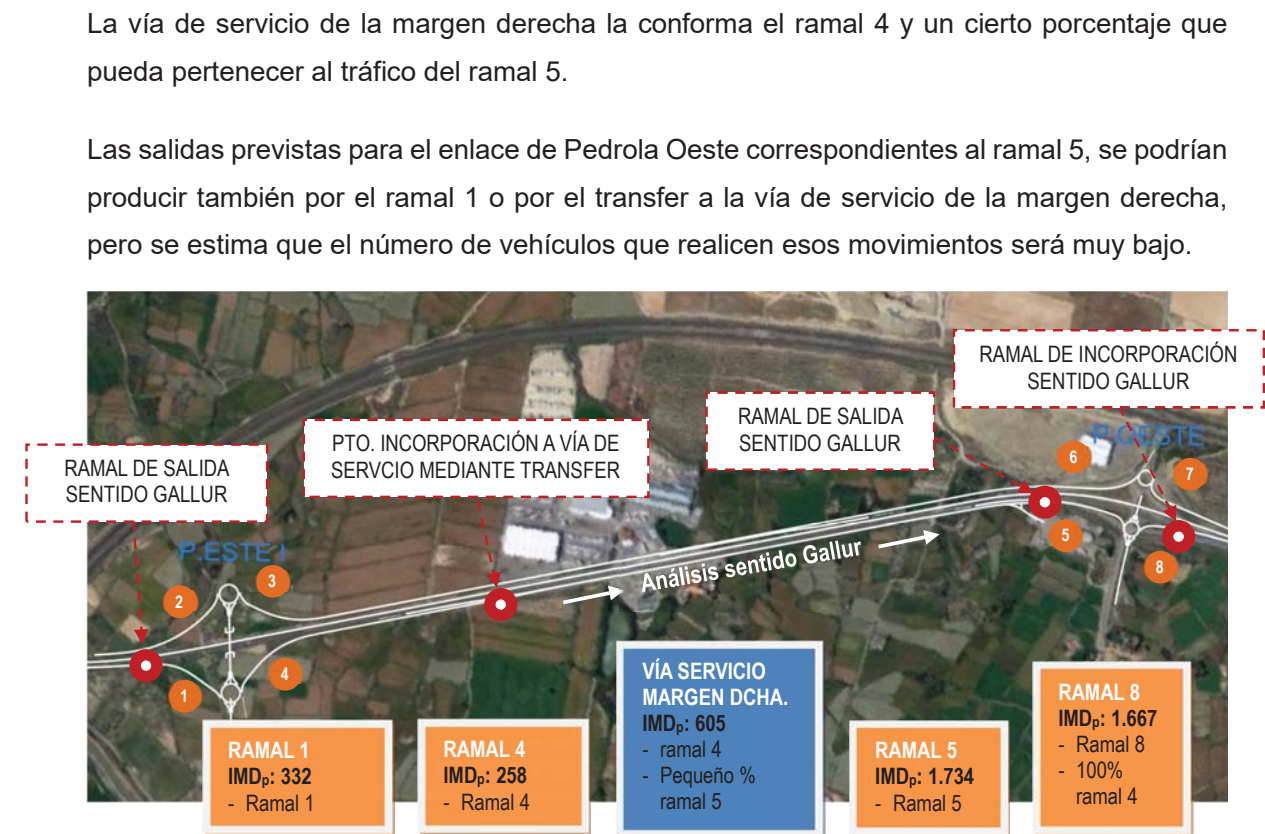 La vía de servicio de la margen derecha la conforma el ramal 4 y un cierto porcentaje que
pueda pertenecer al tráfico del ramal 5.
Las salidas previstas para el enlace de Pedrola Oeste correspondientes al ramal 5, se podrían
producir también por el ramal 1 o por el transfer a la vía de servicio de la margen derecha,
pero se estima que el número de vehículos que realicen esos movimientos será muy bajo.
RAMAL DE INCORPORACIÓN
SENTIDO GALLUR
RAMAL DE SALIDA
SENTIDO GALLUR
PTO. INCORPORACIÓN A VÍA DE
SERVCIO MEDIANTE TRANSFER
RAMAL DE SALIDA
SENTIDO GALLUR
P.OESTE
6
7
5
8
Análisis sentido Gallur
P.ESTE I
3
2
4
1
RAMAL 1
IMDp: 332
- Ramal 1
RAMAL 4
IMDp: 258
- Ramal 4
VÍA SERVICIO
MARGEN DCHA.
IMDp: 605
- ramal 4
- Pequeño %
ramal 5
RAMAL 5
IMDp: 1.734
- Ramal 5
RAMAL 8
IMDp: 1.667
- Ramal 8
- 100%
ramal 4